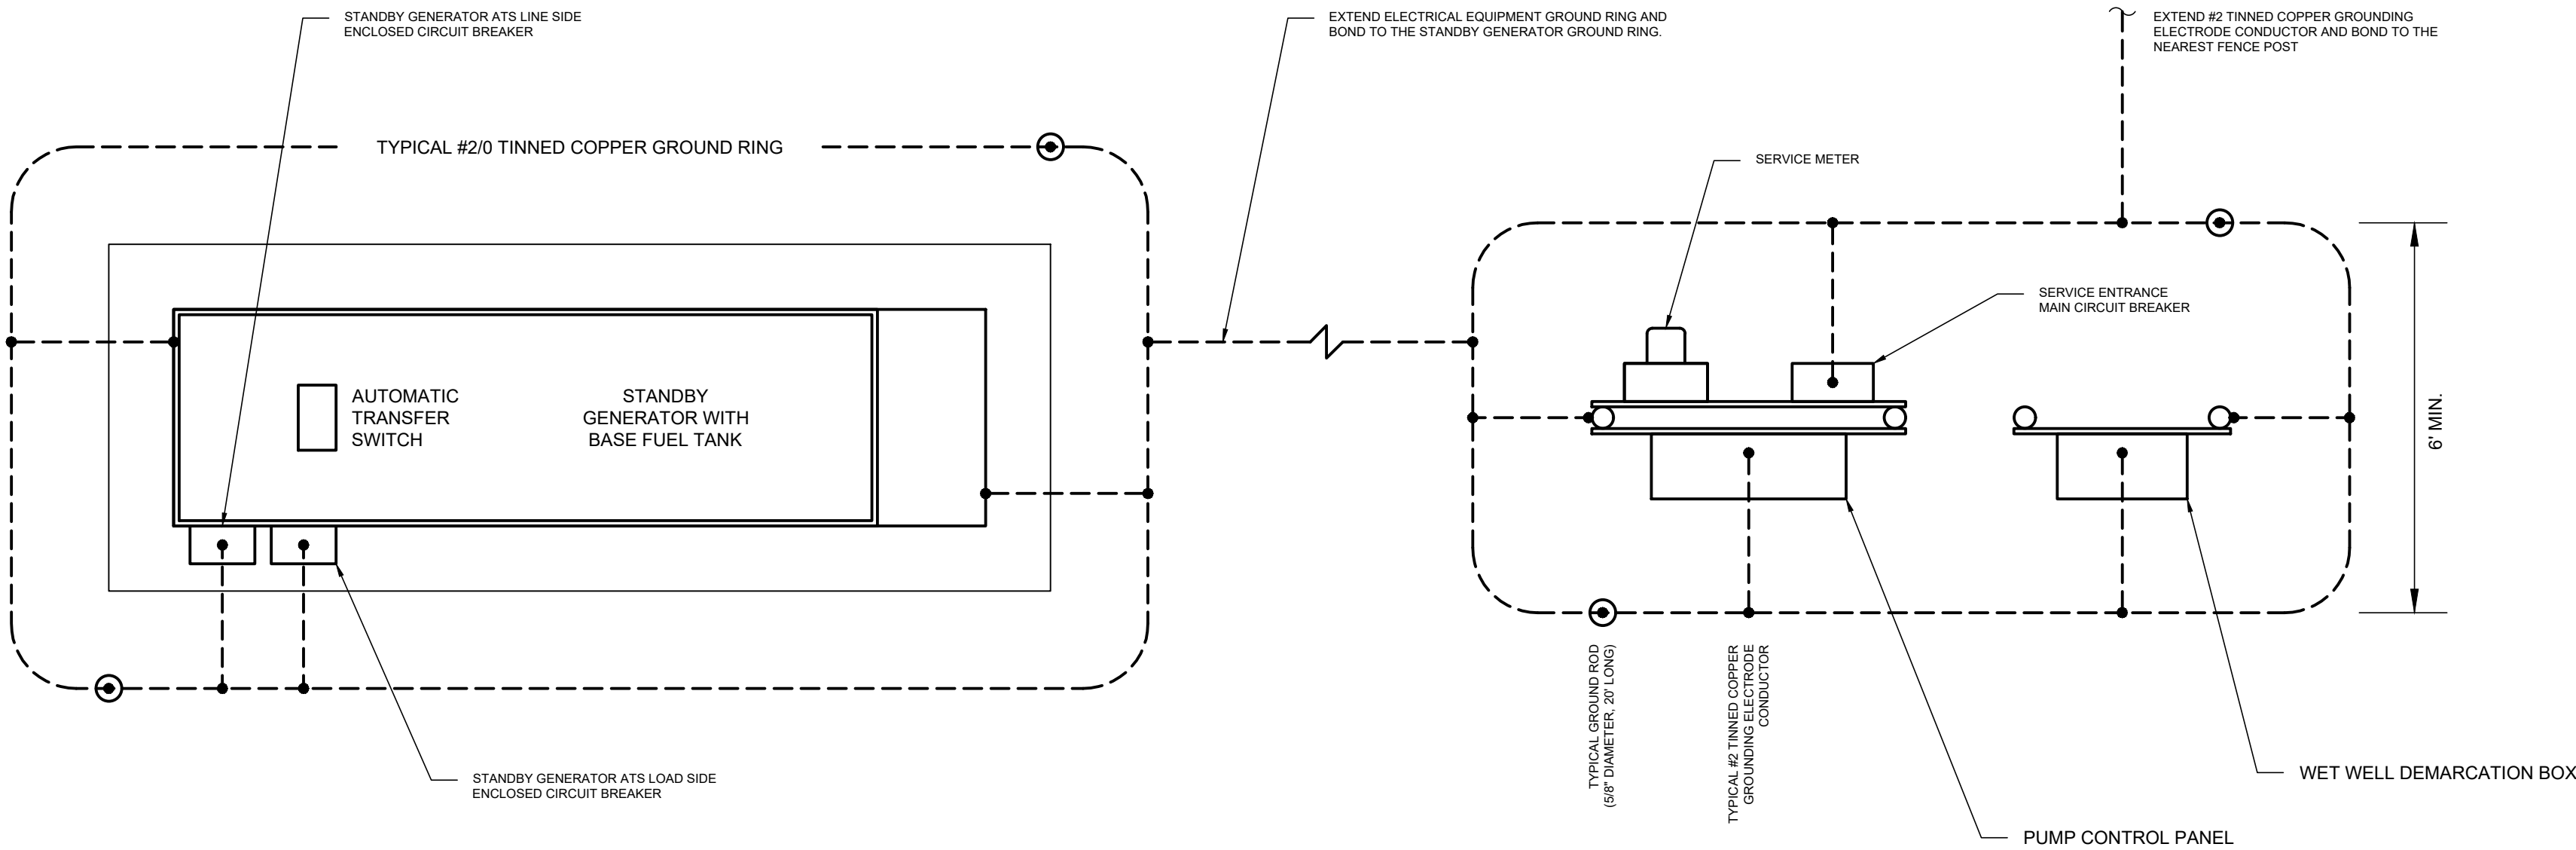 STANDBY GENERATOR ATS LINE SIDE
ENCLOSED CIRCUIT BREAKER
EXTEND ELECTRICAL EQUIPMENT GROUND RING AND
BOND TO THE STANDBY GENERATOR GROUND RING.
EXTEND #2 TINNED COPPER GROUNDING
ELECTRODE CONDUCTOR AND BOND TO THE
NEAREST FENCE POST
TYPICAL #2/0 TINNED COPPER GROUND RING
SERVICE METER
SERVICE ENTRANCE
MAIN CIRCUIT BREAKER
AUTOMATIC
TRANSFER
SWITCH
STANDBY
GENERATOR WITH
BASE FUEL TANK
6' MIN.
TYPICAL GROUND ROD
(5/8" DIAMETER, 20' LONG)
TYPICAL #2 TINNED COPPER
GROUNDING ELECTRODE
CONDUCTOR
STANDBY GENERATOR ATS LOAD SIDE
ENCLOSED CIRCUIT BREAKER
WET WELL DEMARCATION BOX
PUMP CONTROL PANEL